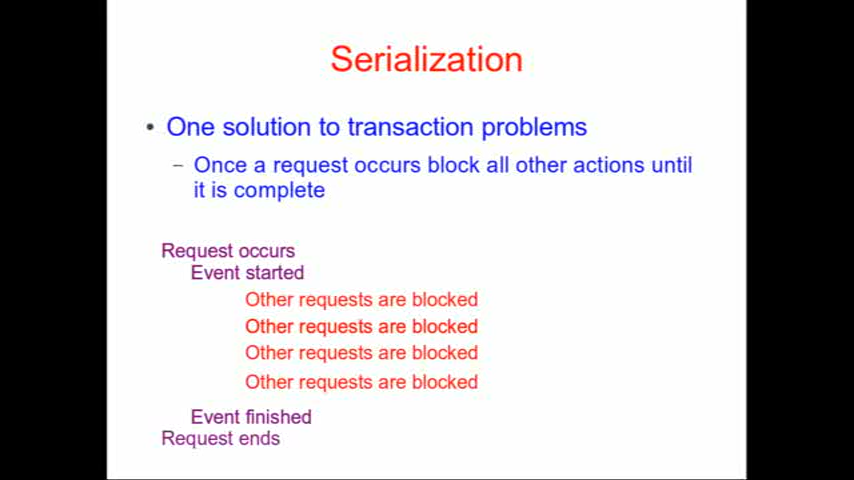 Serialization
• One solution to transaction problems
– Once a request occurs block all other actions until
it is complete
Request occurs
Event started
Other requests are blocked
Other requests are blocked
Other requests are blocked
Other requests are blocked
Event finished
Request ends